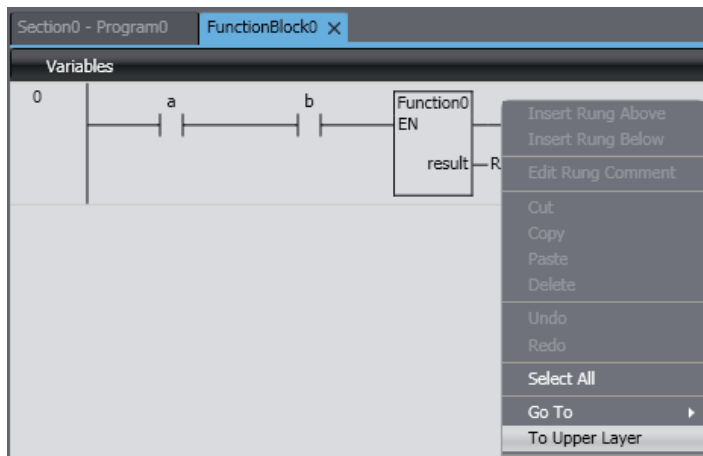 Section0 - Program0
FunctionBlock0 ×
Variables
0
a
b
Function0
EN
result
R
Insert Rung Above
Insert Rung Below
Edit Rung Comment
Cut
Copy
Paste
Delete
Undo
Redo
Select All
Go To
To Upper Layer